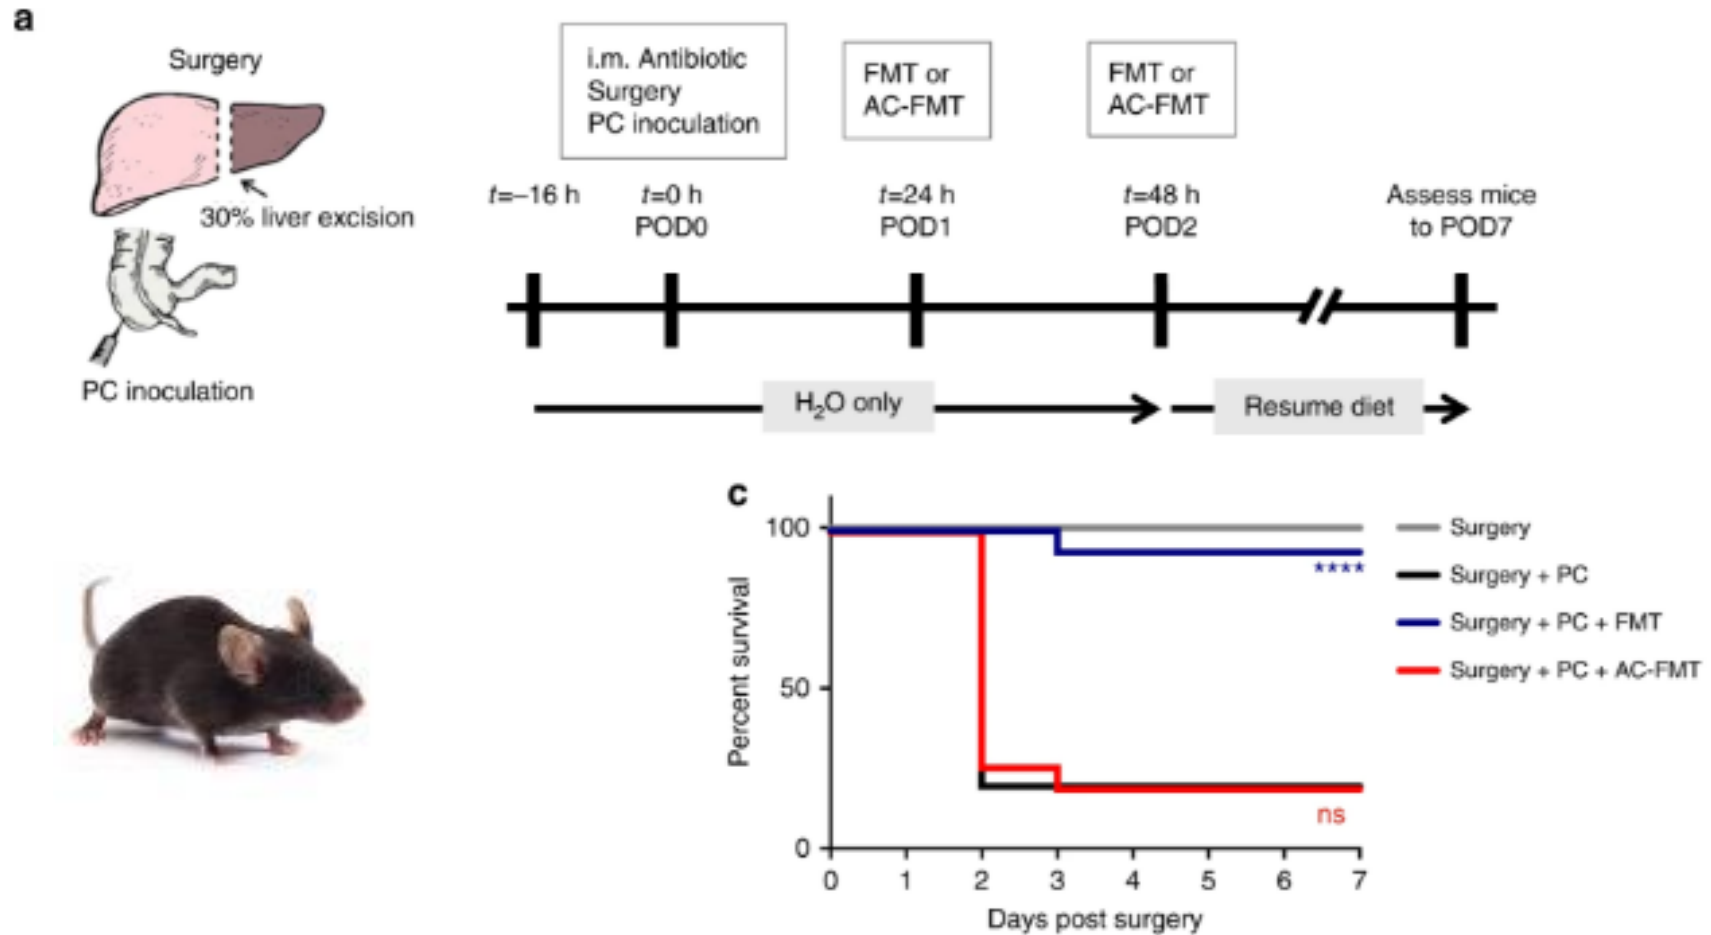 a
Surgery
30% liver excision
PC inoculation
i.m. Antibiotic
Surgery
PC inoculation
FMT or
AC-FMT
FMT or
AC-FMT
t=–16 h
t=0 h
POD0
t=24 h
POD1
t=48 h
POD2
Assess mice
to POD7
H₂O only
Resume diet
c
Percent survival
100
50
0
0 1 2 3 4 5 6 7
Days post surgery
****
ns
Surgery
Surgery + PC
Surgery + PC + FMT
Surgery + PC + AC-FMT